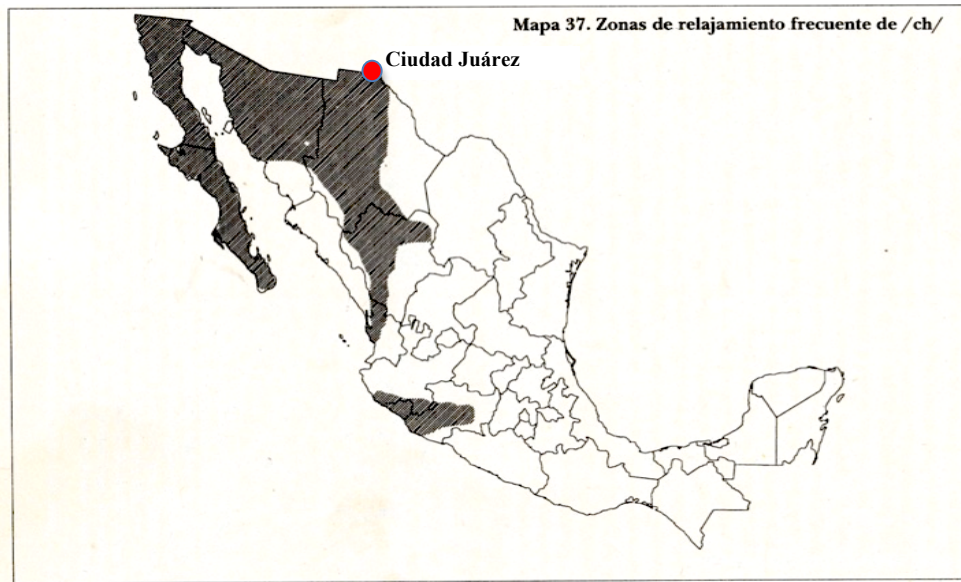 Mapa 37. Zonas de relajamiento frecuente de /ch/
Ciudad Juárez